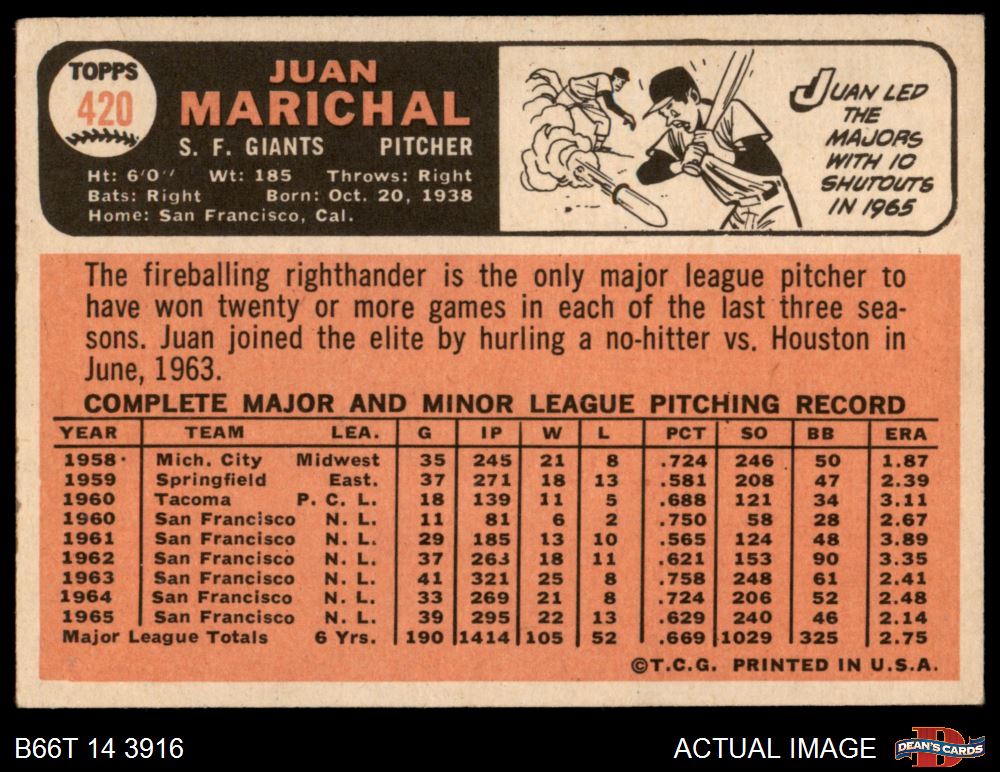 TOPPS
420
JUAN
MARICHAL
S. F. GIANTS PITCHER
Ht: 6'0" Wt: 185 Throws: Right
Bats: Right Born: Oct. 20, 1938
Home: San Francisco, Cal.
JUAN LED
THE
MAJORS
WITH 10
SHUTOUTS
IN 1965
The fireballing righthander is the only major league pitcher to
have won twenty or more games in each of the last three sea-
sons. Juan joined the elite by hurling a no-hitter vs. Houston in
June, 1963.
COMPLETE MAJOR AND MINOR LEAGUE PITCHING RECORD
YEAR TEAM LEA. G IP W L PCT SO BB ERA
1958 Mich. City Midwest 35 245 21 8 .724 246 50 1.87
1959 Springfield East. 37 271 18 13 .581 208 47 2.39
1960 Tacoma P. C. L. 18 139 11 5 .688 121 34 3.11
1960 San Francisco N. L. 11 81 6 2 .750 58 28 2.67
1961 San Francisco N. L. 29 185 13 10 .565 124 48 3.89
1962 San Francisco N. L. 37 263 18 11 .621 153 90 3.35
1963 San Francisco N. L. 41 321 25 8 .758 248 61 2.41
1964 San Francisco N. L. 33 269 21 8 .724 206 52 2.48
1965 San Francisco N. L. 39 295 22 13 .629 240 46 2.14
Major League Totals 6 Yrs. 190 1414 105 52 .669 1029 325 2.75
©T.C.G. PRINTED IN U.S.A.
B66T 14 3916 ACTUAL IMAGE DEAN'S CARDS